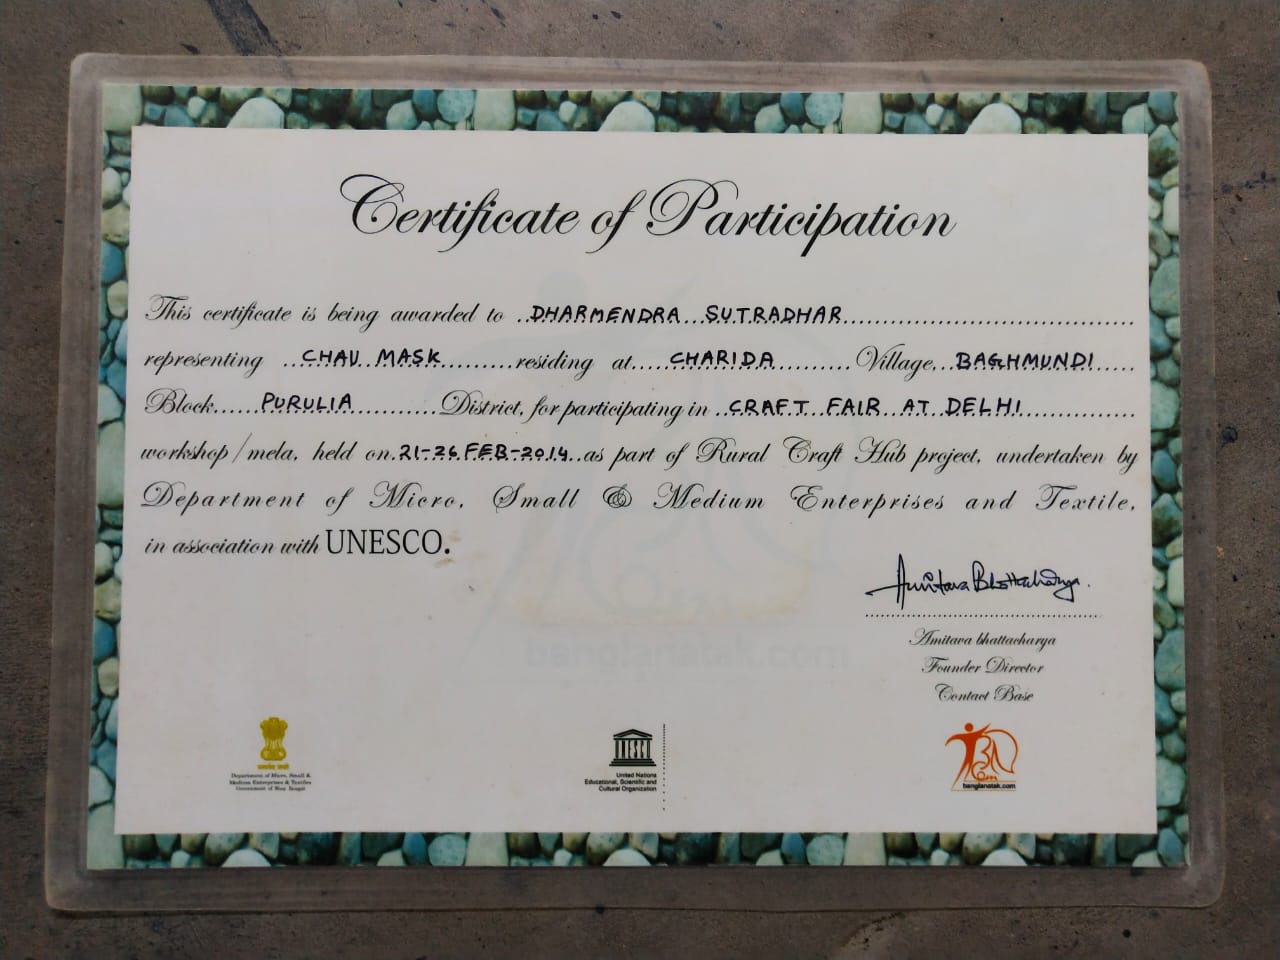 Certificate of Participation
This certificate is being awarded to ..DHARMENDRA SUTRADHAR..............................
representing ..CHAU MASK.........residing at.....CHARIDA..........Village...BAGHMUNDI.....
Block......PURULIA..........District, for participating in ..CRAFT FAIR AT DELHI..............
workshop/mela, held on.21-26 FEB-2014..as part of Rural Craft Hub project, undertaken by
Department of Micro, Small & Medium Enterprises and Textile,
in association with UNESCO.
Amitava Bhattacharya.
Amitava bhattacharya
Founder Director
Contact Base
banglanatak.com
सत्यमेव जयते
Department of Micro, Small &
Medium Enterprises & Textiles
Government of West Bengal
UNESCO
United Nations
Educational, Scientific and
Cultural Organization
banglanatak.com